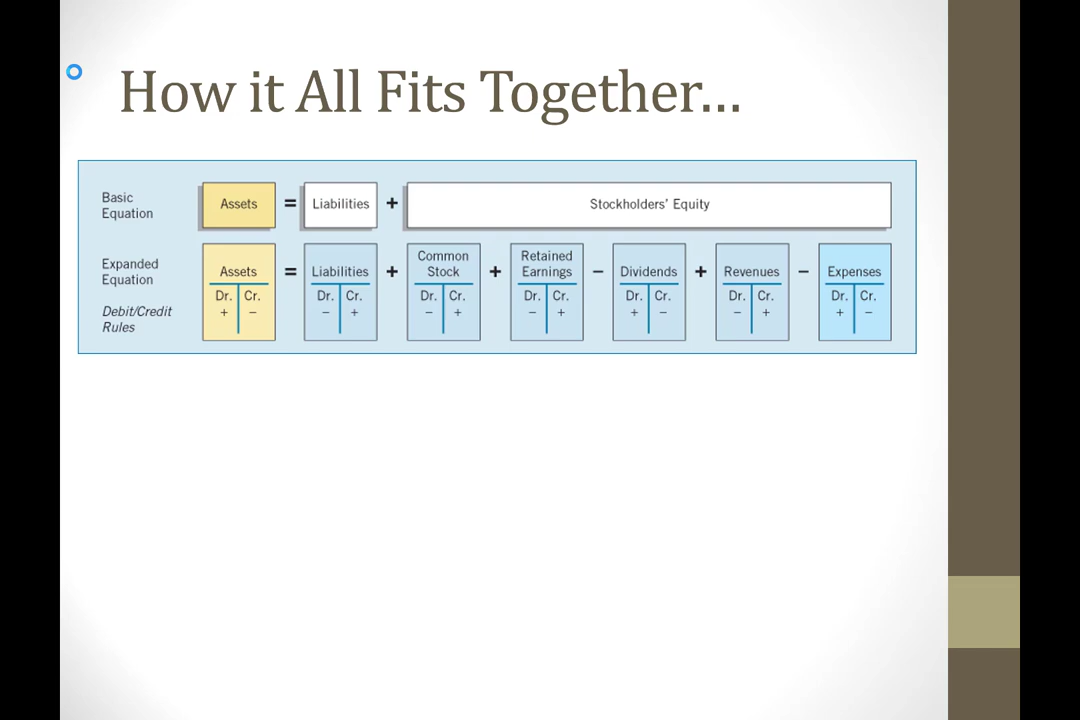 How it All Fits Together...
Basic Equation
Assets = Liabilities + Stockholders' Equity
Expanded Equation
Assets = Liabilities + Common Stock + Retained Earnings − Dividends + Revenues − Expenses
Debit/Credit Rules
Dr. Cr. Dr. Cr. Dr. Cr. Dr. Cr. Dr. Cr. Dr. Cr. Dr. Cr.
+ − − + − + − + + − − + + −